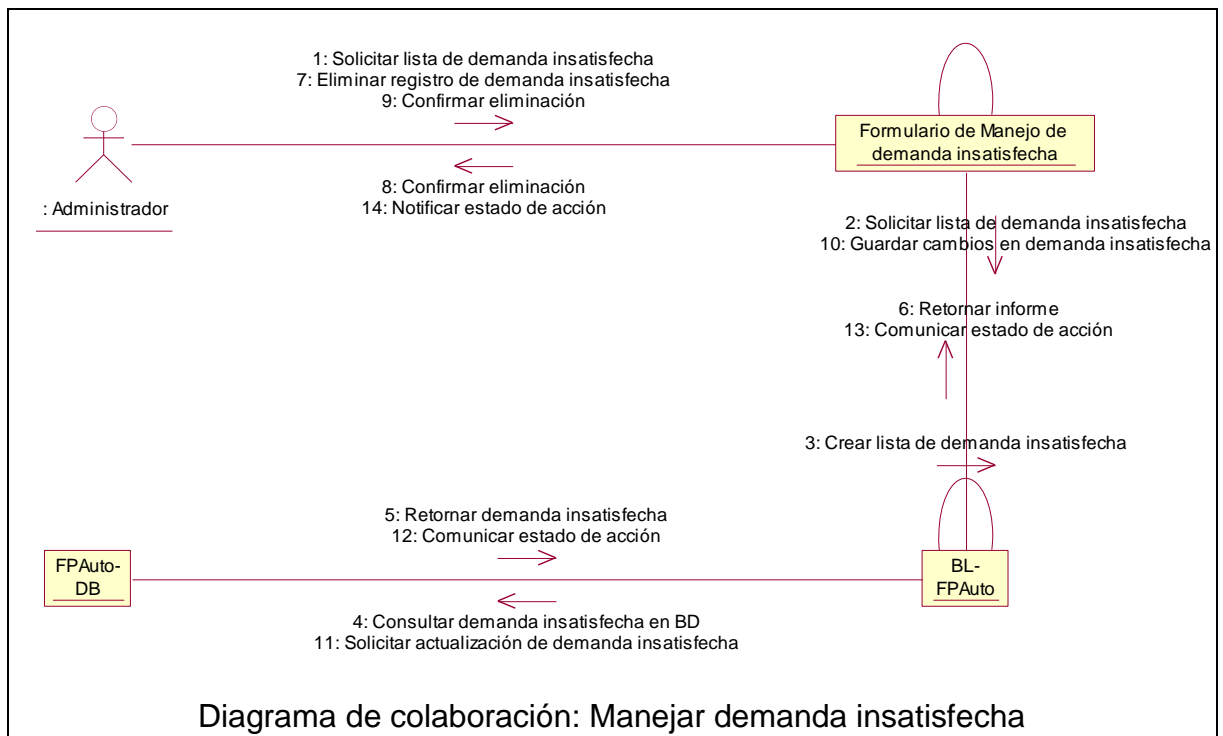 1: Solicitar lista de demanda insatisfecha
7: Eliminar registro de demanda insatisfecha
9: Confirmar eliminación
Formulario de Manejo de
demanda insatisfecha
8: Confirmar eliminación
14: Notificar estado de acción
: Administrador
2: Solicitar lista de demanda insatisfecha
10: Guardar cambios en demanda insatisfecha
6: Retornar informe
13: Comunicar estado de acción
3: Crear lista de demanda insatisfecha
5: Retornar demanda insatisfecha
12: Comunicar estado de acción
FPAuto-
DB
BL-
FPAuto
4: Consultar demanda insatisfecha en BD
11: Solicitar actualización de demanda insatisfecha
Diagrama de colaboración: Manejar demanda insatisfecha